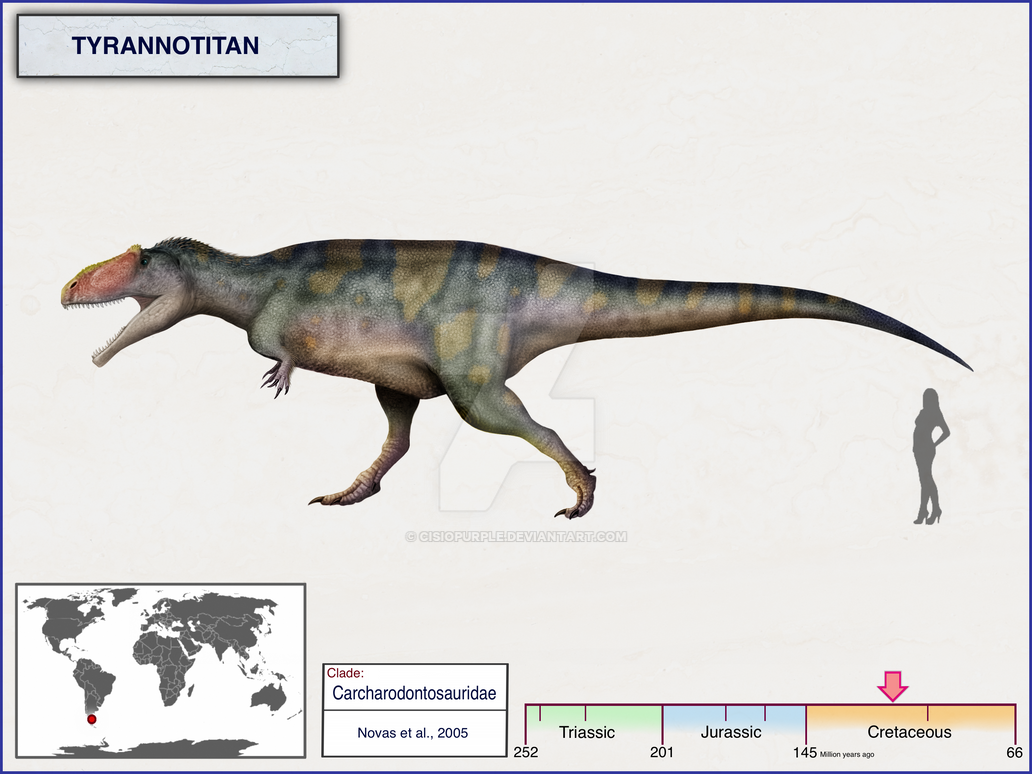 TYRANNOTITAN
© CISIOPURPLE.DEVIANTART.COM
Clade:
Carcharodontosauridae
Novas et al., 2005
Triassic
Jurassic
Cretaceous
252
201
145
Million years ago
66